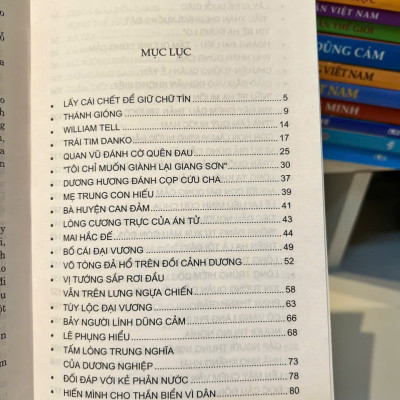 MỤC LỤC
• LẤY CÁI CHẾT ĐỂ GIỮ CHỮ TÍN 5
• THÁNH GIÓNG 9
• WILLIAM TELL 14
• TRÁI TIM DANKO 17
• QUAN VŨ ĐÁNH CỜ QUÊN ĐAU 25
• "TÔI CHỈ MUỐN GIÀNH LẠI GIANG SƠN" 30
• DƯƠNG HƯƠNG ĐÁNH CỌP CỨU CHA 37
• MẸ TRUNG CON HIẾU 39
• BÀ HUYỆN CAN ĐẢM 41
• LÒNG CƯƠNG TRỰC CỦA ÁN TỬ 43
• MAI HẮC ĐẾ 44
• BỐ CÁI ĐẠI VƯƠNG 49
• VÕ TÒNG ĐẢ HỔ TRÊN ĐỒI CẢNH DƯƠNG 52
• VỊ TƯỚNG SẮP RƠI ĐẦU
VẪN TRÊN LƯNG NGỰA CHIẾN 58
• TÙY LỘC ĐẠI VƯƠNG 63
• BẢY NGƯỜI LÍNH DŨNG CẢM 66
• LÊ PHỤNG HIỂU 68
• TẤM LÒNG TRUNG NGHĨA
CỦA DƯƠNG NGHIỆP 73
• ĐỐI ĐÁP VỚI KẺ PHẢN NƯỚC 78
• HIẾN MÌNH CHO THẦN BIỂN VÌ DÂN 80
VIỆT NAM
THẾ GIỚI
DŨNG CẢM
VIỆT NAM
NAM
MINH